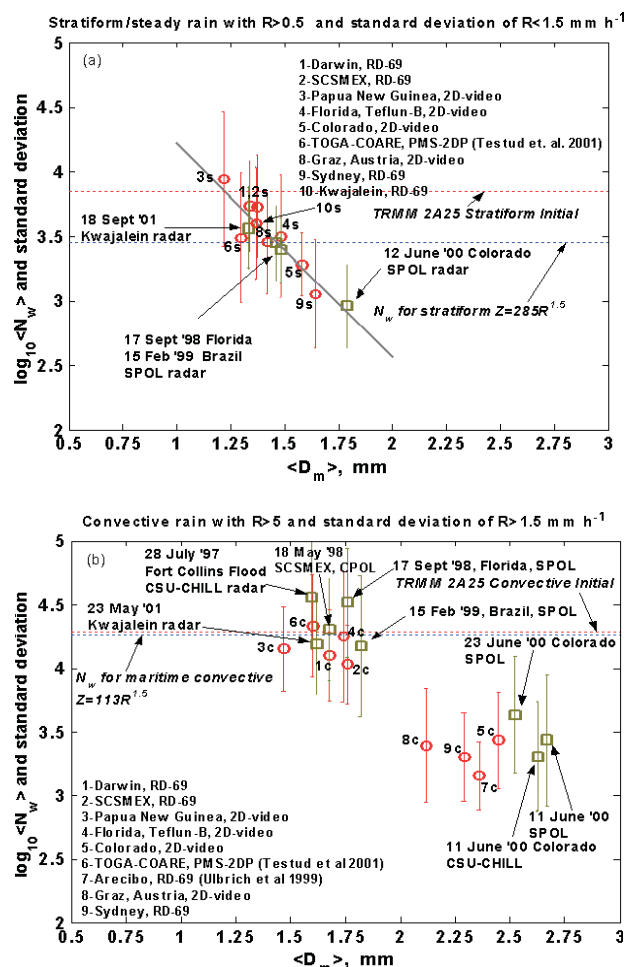 Stratiform/steady rain with R>0.5 and standard deviation of R<1.5 mm h-1
(a)
1-Darwin, RD-69
2-SCSMEX, RD-69
3-Papua New Guinea, 2D-video
4-Florida, Teflun-B, 2D-video
5-Colorado, 2D-video
6-TOGA-COARE, PMS-2DP (Testud et. al. 2001)
8-Graz, Austria, 2D-video
9-Sydney, RD-69
10-Kwajalein, RD-69
TRMM 2A25 Stratiform Initial
3s
1s
2s
10s
8s
4s
6s
5s
9s
18 Sept '01
Kwajalein radar
12 June '00 Colorado
SPOL radar
Nw for stratiform Z=285R1.5
17 Sept '98 Florida
15 Feb '99 Brazil
SPOL radar
log10 <Nw> and standard deviation
5
4.5
4
3.5
3
2.5
2
0.5 0.75 1 1.25 1.5 1.75 2 2.25 2.5 2.75 3
<Dm>, mm
Convective rain with R>5 and standard deviation of R>1.5 mm h-1
(b)
28 July '97
Fort Collins Flood
CSU-CHILL radar
18 May '98
SCSMEX, CPOL
17 Sept '98, Florida, SPOL
TRMM 2A25 Convective Initial
15 Feb '99, Brazil, SPOL
23 May '01
Kwajalein radar
6c
4c
3c
1c
2c
Nw for maritime convective
Z=113R1.5
23 June '00 Colorado
SPOL
8c
9c
5c
7c
11 June '00
SPOL
11 June '00 Colorado
CSU-CHILL
1-Darwin, RD-69
2-SCSMEX, RD-69
3-Papua New Guinea, 2D-video
4-Florida, Teflun-B, 2D-video
5-Colorado, 2D-video
6-TOGA-COARE, PMS-2DP (Testud et al 2001)
7-Arecibo, RD-69 (Ulbrich et al 1999)
8-Graz, Austria, 2D-video
9-Sydney, RD-69
log10 <Nw> and standard deviation
5
4.5
4
3.5
3
2.5
2
0.5 0.75 1 1.25 1.5 1.75 2 2.25 2.5 2.75 3
<Dm>, mm